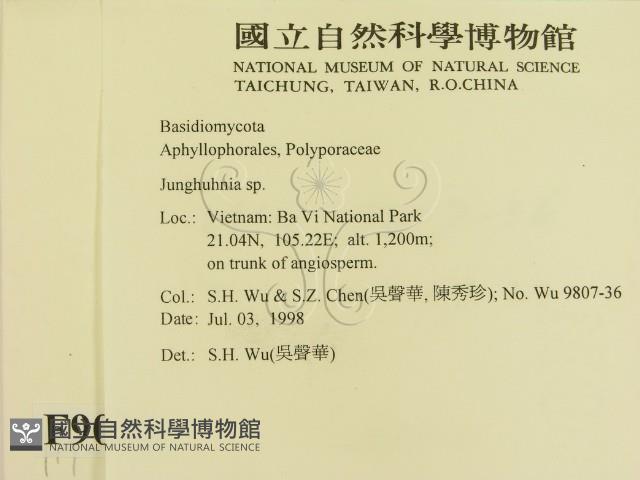 國立自然科學博物館
NATIONAL MUSEUM OF NATURAL SCIENCE
TAICHUNG, TAIWAN, R.O.CHINA
Basidiomycota
Aphyllophorales, Polyporaceae
Junghuhnia sp.
Loc.: Vietnam: Ba Vi National Park
21.04N, 105.22E; alt. 1,200m;
on trunk of angiosperm.
Col.: S.H. Wu & S.Z. Chen(吳聲華, 陳秀珍); No. Wu 9807-36
Date: Jul. 03, 1998
Det.: S.H. Wu(吳聲華)
國立自然科學博物館
NATIONAL MUSEUM OF NATURAL SCIENCE